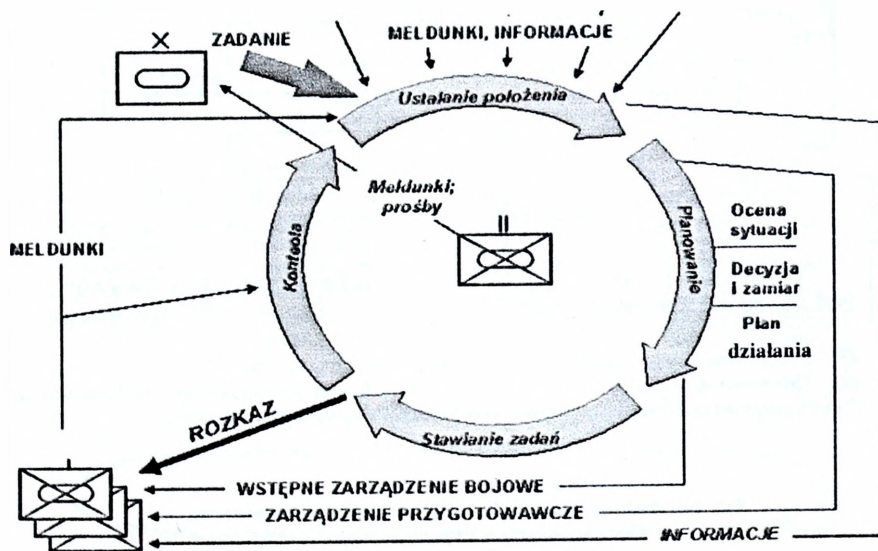 ZADANIE
MELDUNKI, INFORMACJE
Ustalanie położenia
Meldunki;
prośby
Planowanie
Ocena
sytuacji
Decyzja
i zamiar
Plan
działania
MELDUNKI
Kontrola
Stawianie zadań
ROZKAZ
WSTĘPNE ZARZĄDZENIE BOJOWE
ZARZĄDZENIE PRZYGOTOWAWCZE
INFORMACJE